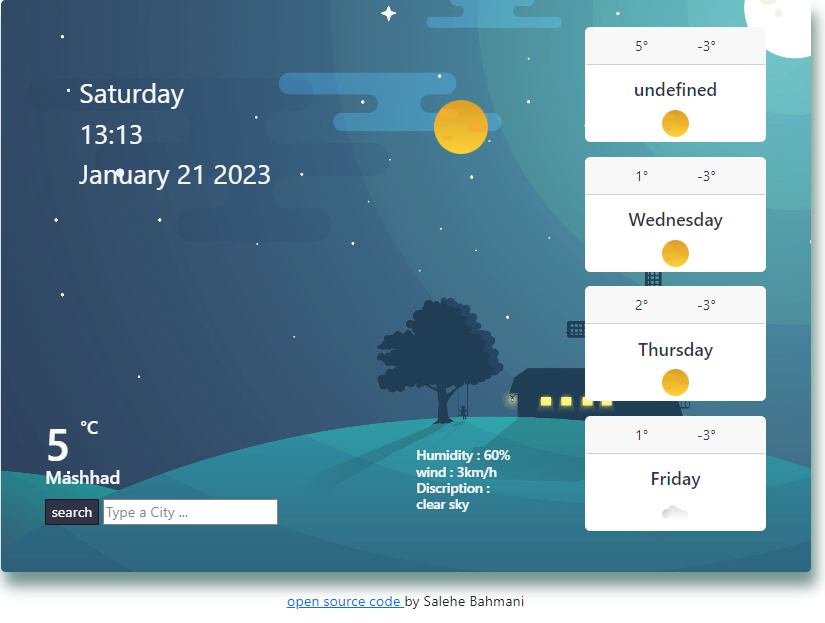 Saturday
13:13
January 21 2023
5 °C
Mashhad
search Type a City ...
Humidity : 60%
wind : 3km/h
Discription :
clear sky
5° -3°
undefined
1° -3°
Wednesday
2° -3°
Thursday
1° -3°
Friday
open source code by Salehe Bahmani